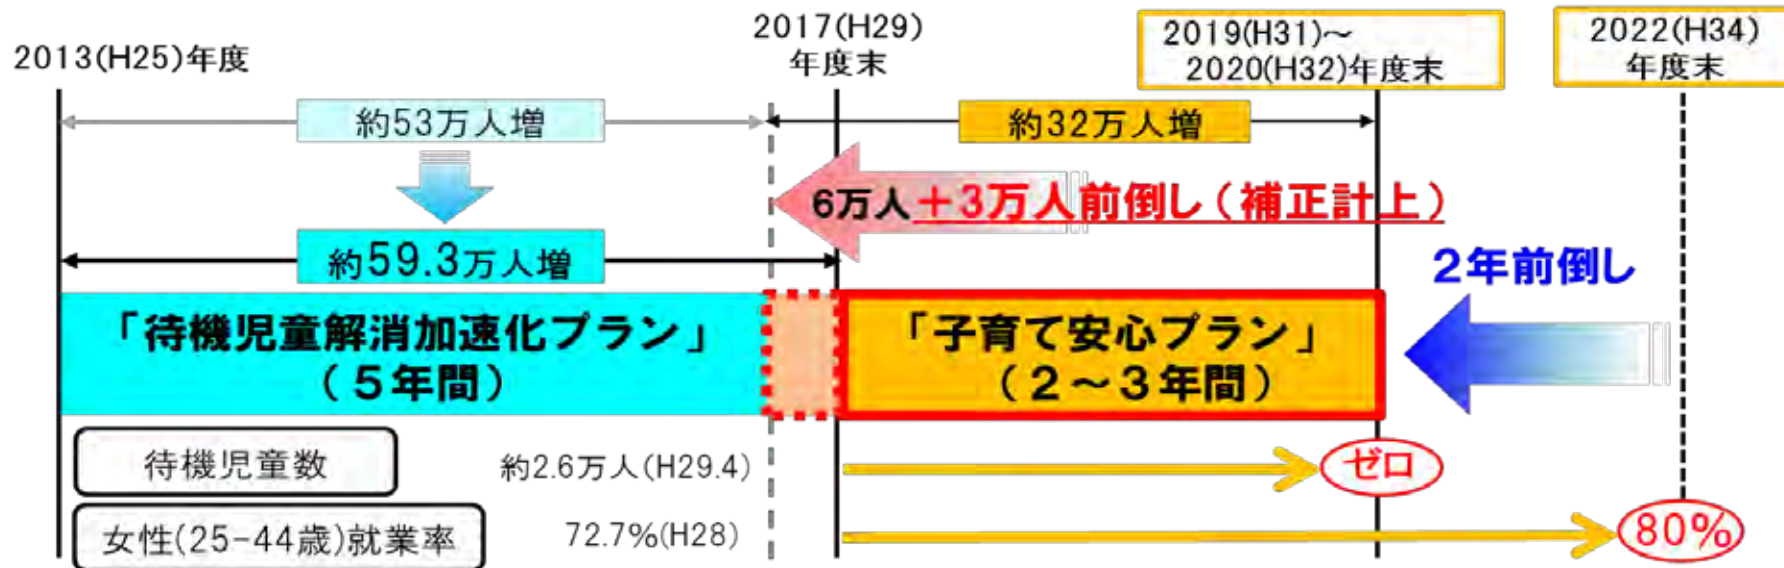 2013(H25)年度
2017(H29)
年度末
2019(H31)～
2020(H32)年度末
2022(H34)
年度末
約53万人増
約32万人増
6万人＋3万人前倒し（補正計上）
約59.3万人増
2年前倒し
「待機児童解消加速化プラン」
（５年間）
「子育て安心プラン」
（２～３年間）
待機児童数
約2.6万人(H29.4)
ゼロ
女性(25-44歳)就業率
72.7%(H28)
80%